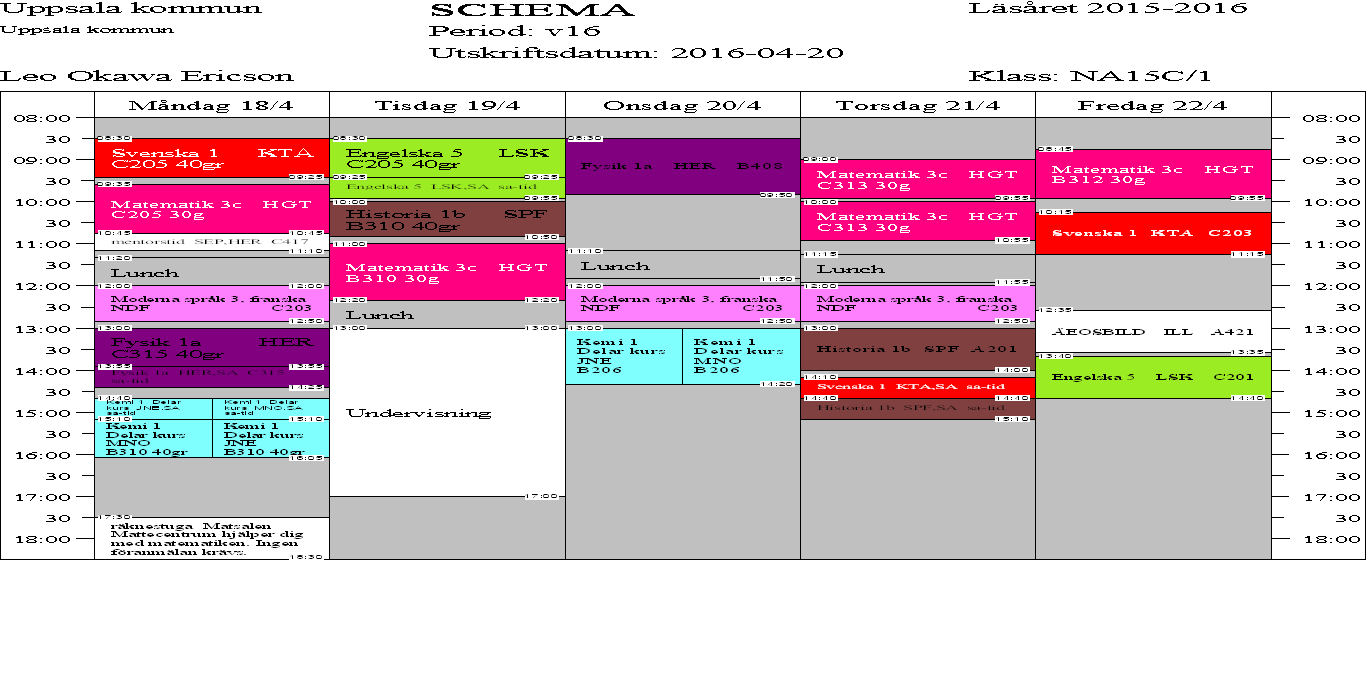 Uppsala kommun
SCHEMA
Läsåret 2015-2016
Uppsala kommun
Period: v16
Utskriftsdatum: 2016-04-20
Leo Okawa Ericson
Klass: NA15C/1
Måndag 18/4
Tisdag 19/4
Onsdag 20/4
Torsdag 21/4
Fredag 22/4
08:00
30
09:00
30
10:00
30
11:00
30
12:00
30
13:00
30
14:00
30
15:00
30
16:00
30
17:00
30
18:00
08:30
Svenska 1 KTA
C205 40gr
09:25
09:35
Matematik 3c HGT
C205 30g
10:45
10:45
mentorstid SEP,HER C417
11:10
11:20
Lunch
12:00
Moderna språk 3, franska
NDF C203
12:50
13:00
Fysik 1a HER
C315 40gr
13:55
13:55
Fysik 1a HER,SA C315
sa-tid
14:25
14:40
Kemi 1 Delar
kurs JNE,SA
sa-tid
Kemi 1 Delar
kurs MNO,SA
sa-tid
15:10
15:10
Kemi 1
Delar kurs
MNO
B310 40gr
Kemi 1
Delar kurs
JNE
B310 40gr
16:05
17:30
räknestuga Matsalen
Mattecentrum hjälper dig
med matematiken. Ingen
föranmälan krävs.
18:30
08:30
Engelska 5 LSK
C205 40gr
09:25
09:25
Engelska 5 LSK,SA sa-tid
09:55
10:00
Historia 1b SPF
B310 40gr
10:50
11:00
Matematik 3c HGT
B310 30g
12:20
12:20
Lunch
13:00
13:00
Undervisning
17:00
08:30
Fysik 1a HER B408
09:50
11:10
Lunch
11:50
12:00
Moderna språk 3, franska
NDF C203
12:50
13:00
Kemi 1
Delar kurs
JNE
B206
Kemi 1
Delar kurs
MNO
B206
14:20
09:00
Matematik 3c HGT
C313 30g
09:55
10:00
Matematik 3c HGT
C313 30g
10:55
11:15
Lunch
11:55
12:00
Moderna språk 3, franska
NDF C203
12:50
13:00
Historia 1b SPF A201
14:00
14:10
Svenska 1 KTA,SA sa-tid
14:40
14:40
Historia 1b SPF,SA sa-tid
15:10
08:45
Matematik 3c HGT
B312 30g
09:55
10:15
Svenska 1 KTA C203
11:15
12:35
ÄEOSBILD ILL A421
13:35
13:40
Engelska 5 LSK C201
14:40
08:00
30
09:00
30
10:00
30
11:00
30
12:00
30
13:00
30
14:00
30
15:00
30
16:00
30
17:00
30
18:00